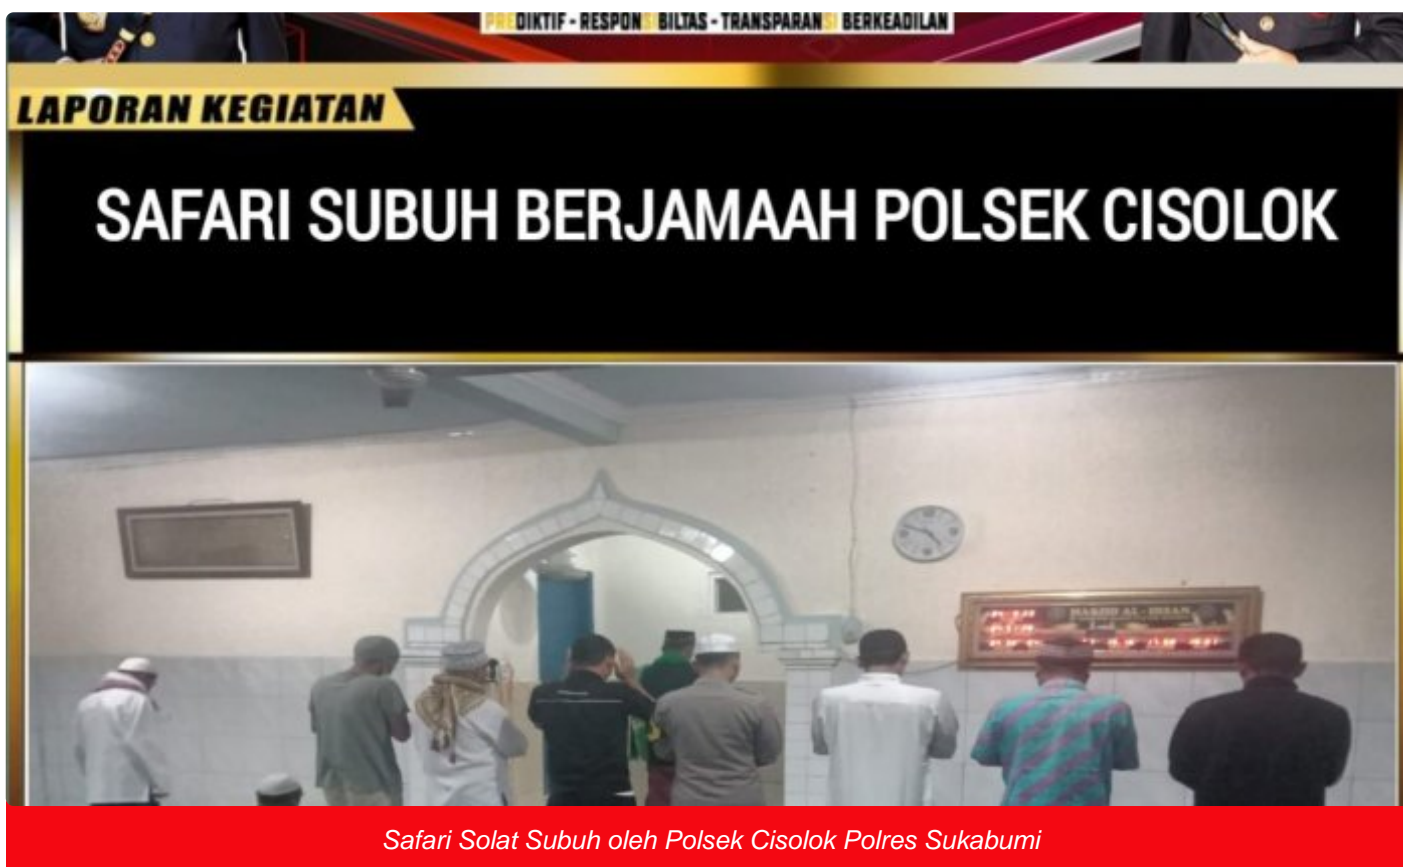 PREDIKTIF - RESPONSIBILTAS - TRANSPARANSI BERKEADILAN
LAPORAN KEGIATAN
SAFARI SUBUH BERJAMAAH POLSEK CISOLOK
MASJID AL - IHSAN
Safari Solat Subuh oleh Polsek Cisolok Polres Sukabumi